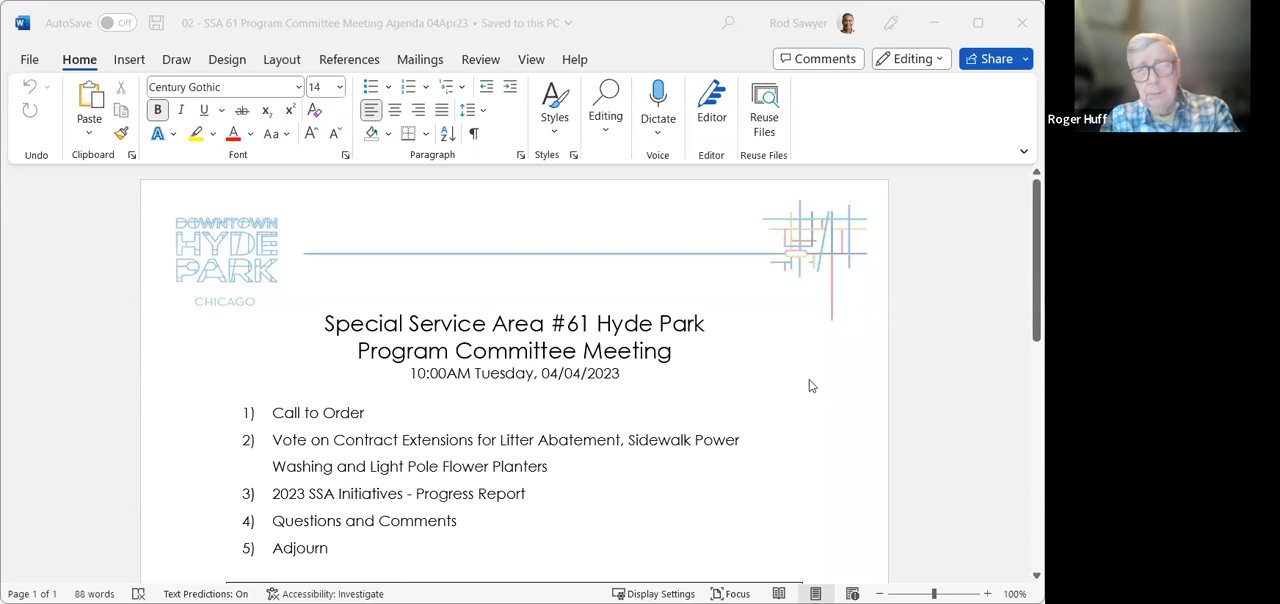 AutoSave Off 02 - SSA 61 Program Committee Meeting Agenda 04Apr23 • Saved to this PC Rod Sawyer
File Home Insert Draw Design Layout References Mailings Review View Help Comments Editing Share
Century Gothic 14
B I U ab x₂ x² A
A A Aa A A
Paste Styles Editing Dictate Editor Reuse Files
Undo Clipboard Font Paragraph Styles Voice Editor Reuse Files
Roger Huff
DOWNTOWN
HYDE
PARK
CHICAGO
Special Service Area #61 Hyde Park
Program Committee Meeting
10:00AM Tuesday, 04/04/2023
1) Call to Order
2) Vote on Contract Extensions for Litter Abatement, Sidewalk Power
Washing and Light Pole Flower Planters
3) 2023 SSA Initiatives - Progress Report
4) Questions and Comments
5) Adjourn
Page 1 of 1 88 words Text Predictions: On Accessibility: Investigate Display Settings Focus 100%